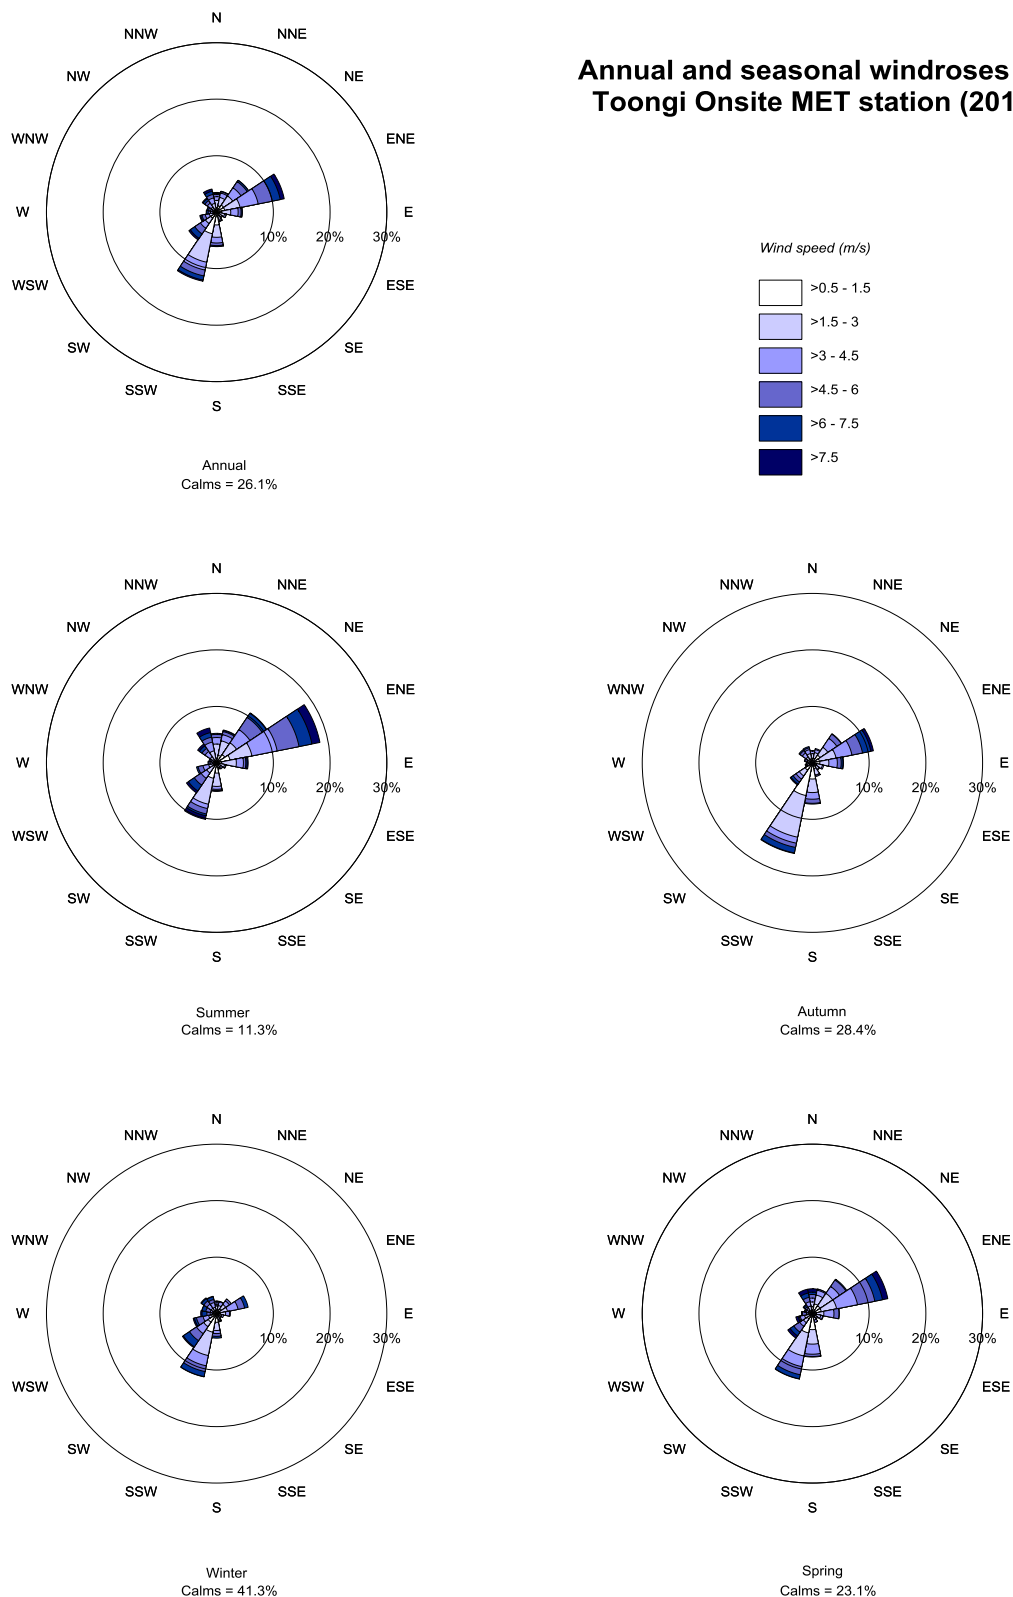 Annual and seasonal windroses
Toongi Onsite MET station (201
N
NNW
NNE
NW
NE
WNW
ENE
W
E
10%
20%
30%
WSW
ESE
SW
SE
SSW
SSE
S
Annual
Calms = 26.1%
Wind speed (m/s)
>0.5 - 1.5
>1.5 - 3
>3 - 4.5
>4.5 - 6
>6 - 7.5
>7.5
N
NNW
NNE
NW
NE
WNW
ENE
W
E
10%
20%
30%
WSW
ESE
SW
SE
SSW
SSE
S
Summer
Calms = 11.3%
N
NNW
NNE
NW
NE
WNW
ENE
W
E
10%
20%
30%
WSW
ESE
SW
SE
SSW
SSE
S
Autumn
Calms = 28.4%
N
NNW
NNE
NW
NE
WNW
ENE
W
E
10%
20%
30%
WSW
ESE
SW
SE
SSW
SSE
S
Winter
Calms = 41.3%
N
NNW
NNE
NW
NE
WNW
ENE
W
E
10%
20%
30%
WSW
ESE
SW
SE
SSW
SSE
S
Spring
Calms = 23.1%